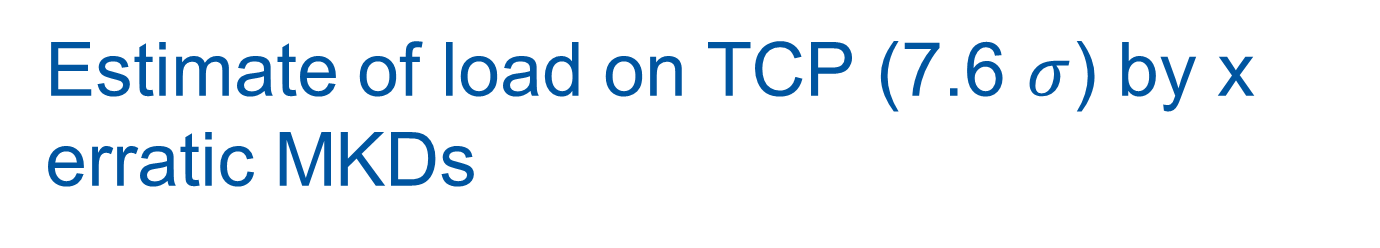 Estimate of load on TCP (7.6 σ) by x
erratic MKDs